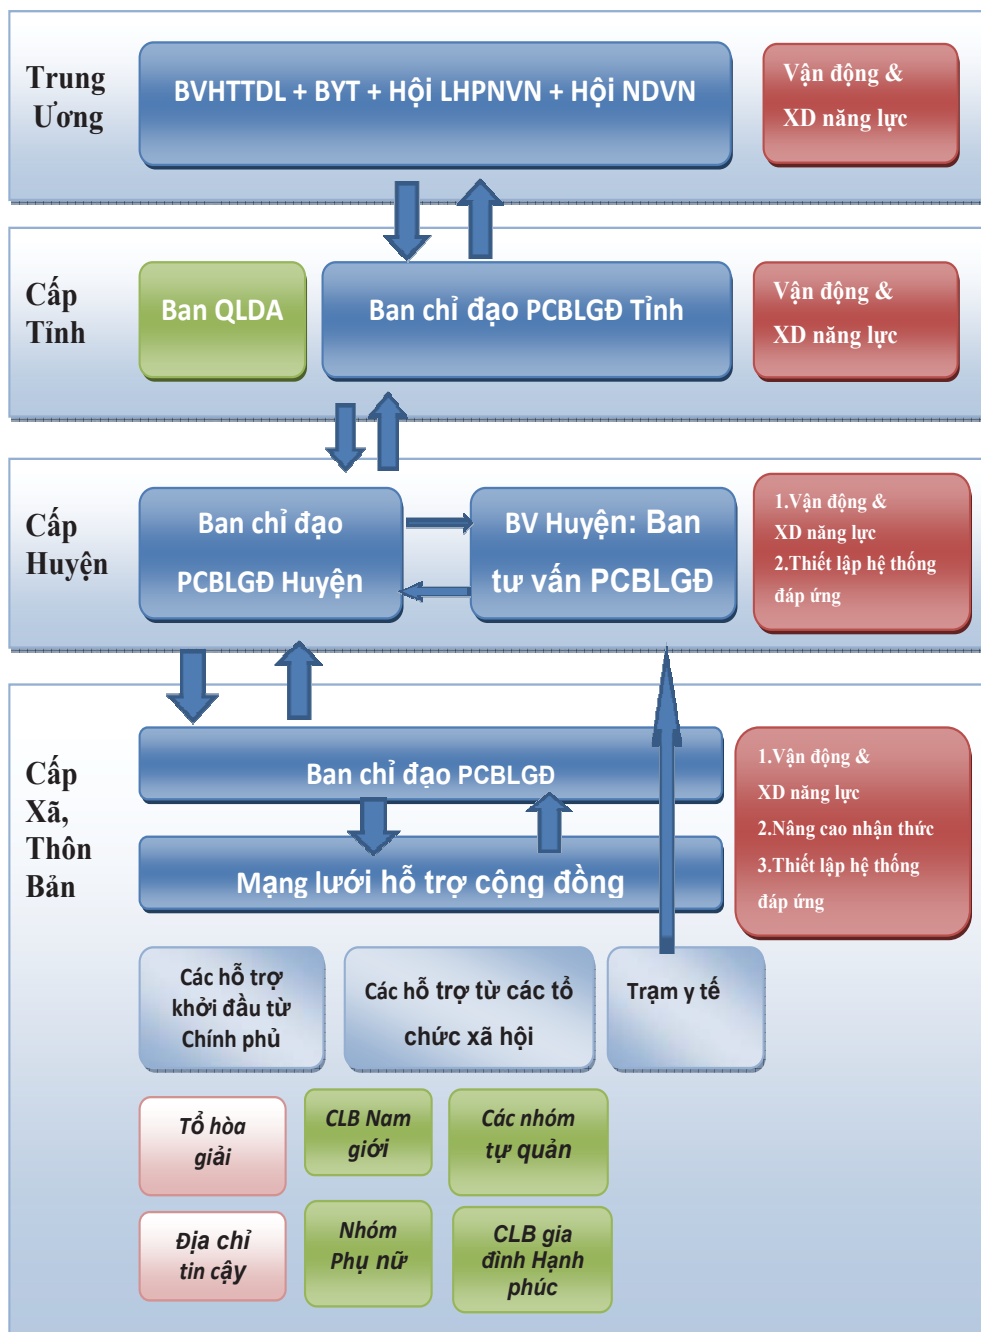 Trung
Ương
BVHTTDL + BYT + Hội LHPNVN + Hội NDVN
Vận động &
XD năng lực
Cấp
Tỉnh
Ban QLDA
Ban chỉ đạo PCBLGĐ Tỉnh
Vận động &
XD năng lực
Cấp
Huyện
Ban chỉ đạo
PCBLGĐ Huyện
BV Huyện: Ban
tư vấn PCBLGĐ
1.Vận động &
XD năng lực
2.Thiết lập hệ thống
đáp ứng
Cấp
Xã,
Thôn
Bản
Ban chỉ đạo PCBLGĐ
Mạng lưới hỗ trợ cộng đồng
1.Vận động &
XD năng lực
2.Nâng cao nhận thức
3.Thiết lập hệ thống
đáp ứng
Các hỗ trợ
khởi đầu từ
Chính phủ
Các hỗ trợ từ các tổ
chức xã hội
Trạm y tế
Tổ hòa
giải
CLB Nam
giới
Các nhóm
tự quản
Địa chỉ
tin cậy
Nhóm
Phụ nữ
CLB gia
đình Hạnh
phúc